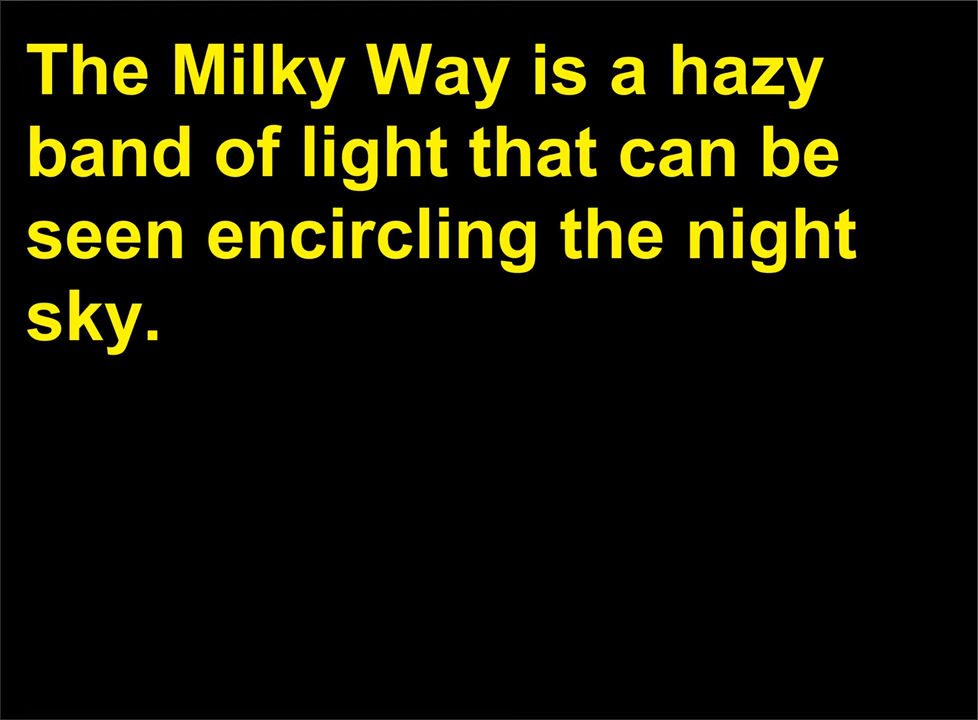 The Milky Way is a hazy
band of light that can be
seen encircling the night
sky.